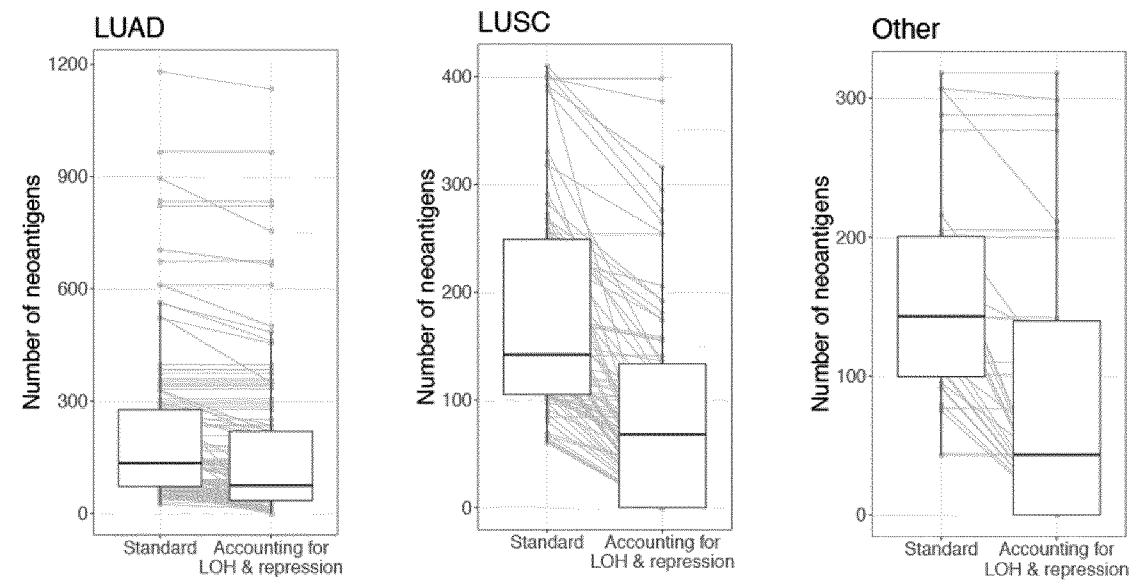 LUAD
Number of neoantigens
1200
900
600
300
0
Standard
Accounting for
LOH & repression
LUSC
Number of neoantigens
400
300
200
100
0
Standard
Accounting for
LOH & repression
Other
Number of neoantigens
300
200
100
0
Standard
Accounting for
LOH & repression